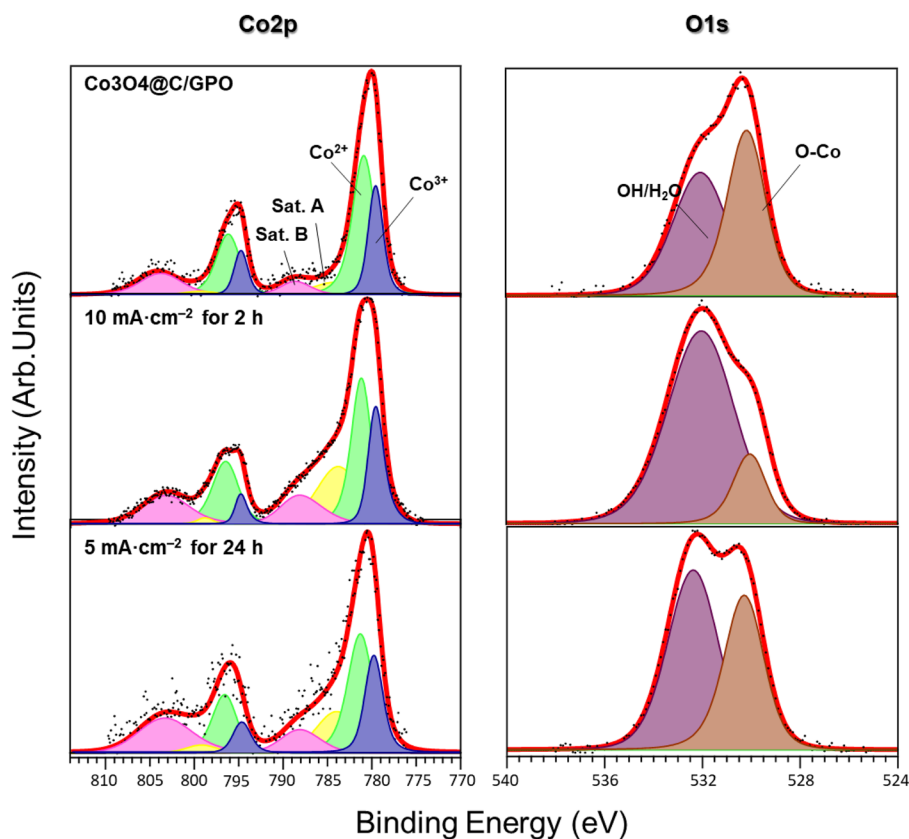 Co2p
O1s
Co3O4@C/GPO
Co²⁺
Co³⁺
Sat. A
Sat. B
OH/H₂O
O-Co
10 mA·cm⁻² for 2 h
5 mA·cm⁻² for 24 h
Intensity (Arb.Units)
810 805 800 795 790 785 780 775 770
540 536 532 528 524
Binding Energy (eV)